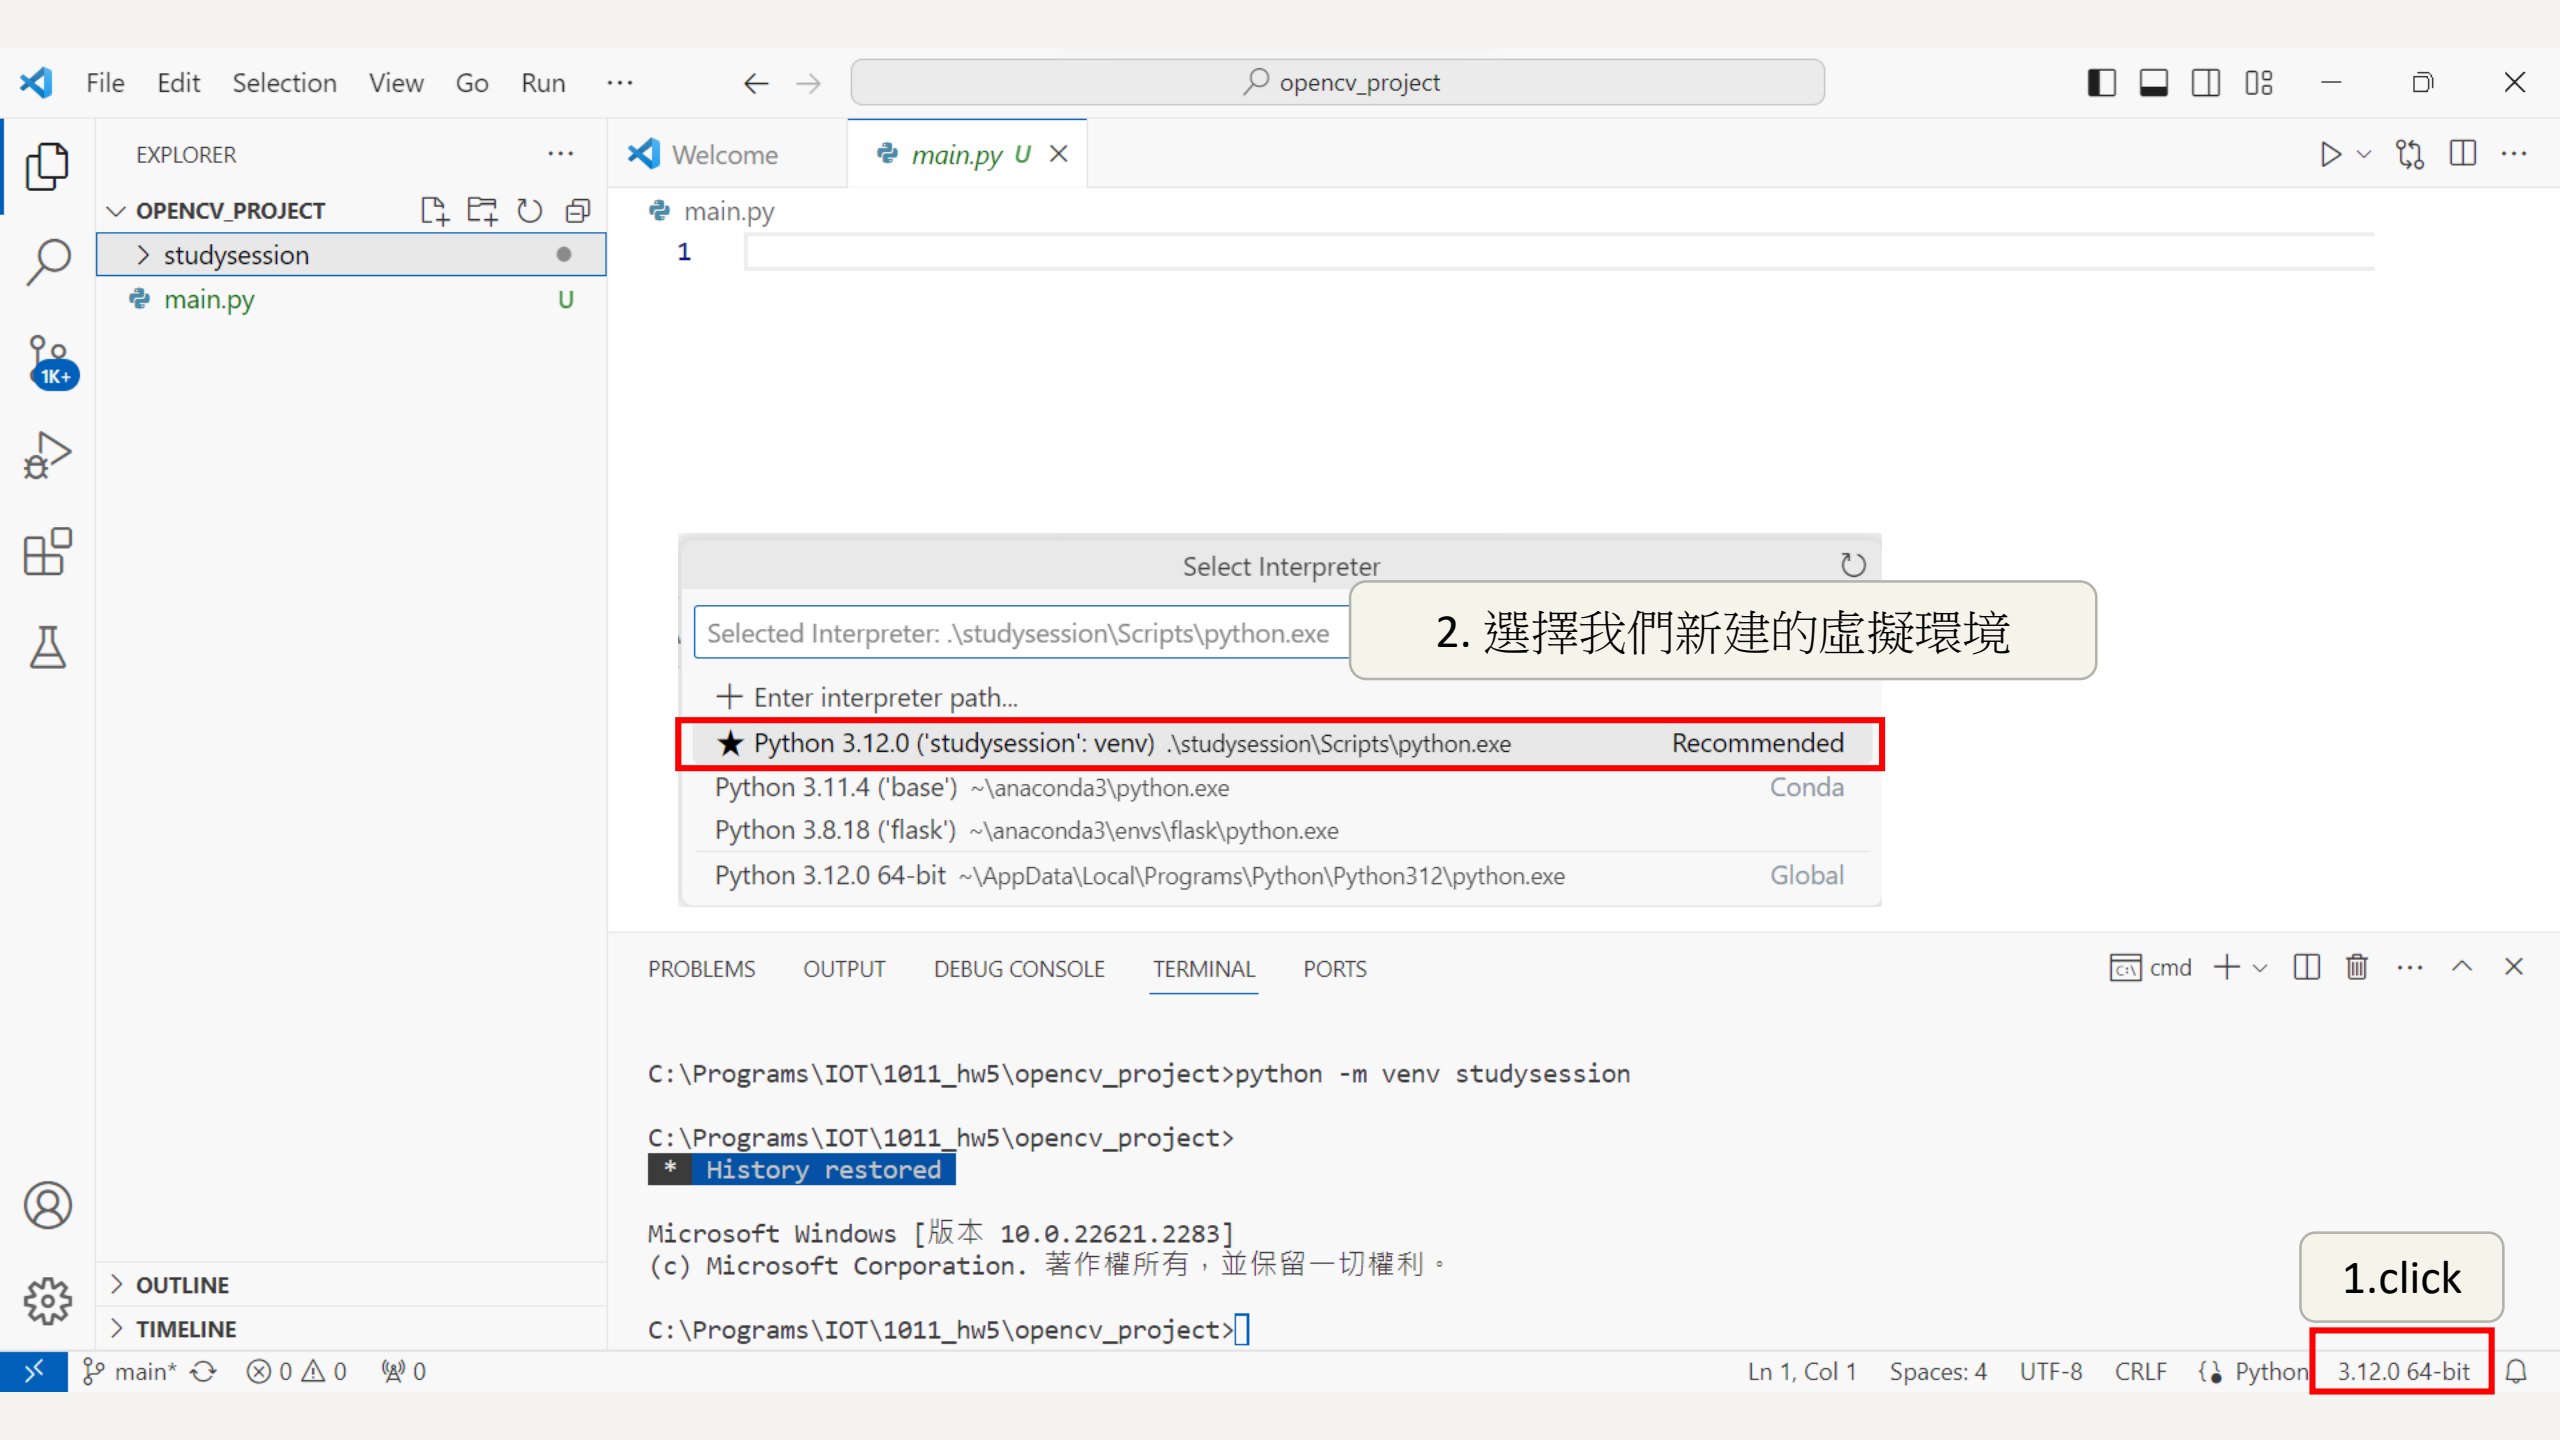 File Edit Selection View Go Run ··· opencv_project
EXPLORER ···
OPENCV_PROJECT
studysession
main.py U
1K+
Welcome main.py U
main.py
1
Select Interpreter
Selected Interpreter: .\studysession\Scripts\python.exe
2. 選擇我們新建的虛擬環境
Enter interpreter path...
★ Python 3.12.0 ('studysession': venv) .\studysession\Scripts\python.exe Recommended
Python 3.11.4 ('base') ~\anaconda3\python.exe Conda
Python 3.8.18 ('flask') ~\anaconda3\envs\flask\python.exe
Python 3.12.0 64-bit ~\AppData\Local\Programs\Python\Python312\python.exe Global
PROBLEMS OUTPUT DEBUG CONSOLE TERMINAL PORTS cmd
C:\Programs\IOT\1011_hw5\opencv_project>python -m venv studysession
C:\Programs\IOT\1011_hw5\opencv_project>
* History restored
Microsoft Windows [版本 10.0.22621.2283]
(c) Microsoft Corporation. 著作權所有，並保留一切權利。
C:\Programs\IOT\1011_hw5\opencv_project>
OUTLINE
TIMELINE
1.click
main* 0 0 0 Ln 1, Col 1 Spaces: 4 UTF-8 CRLF Python 3.12.0 64-bit